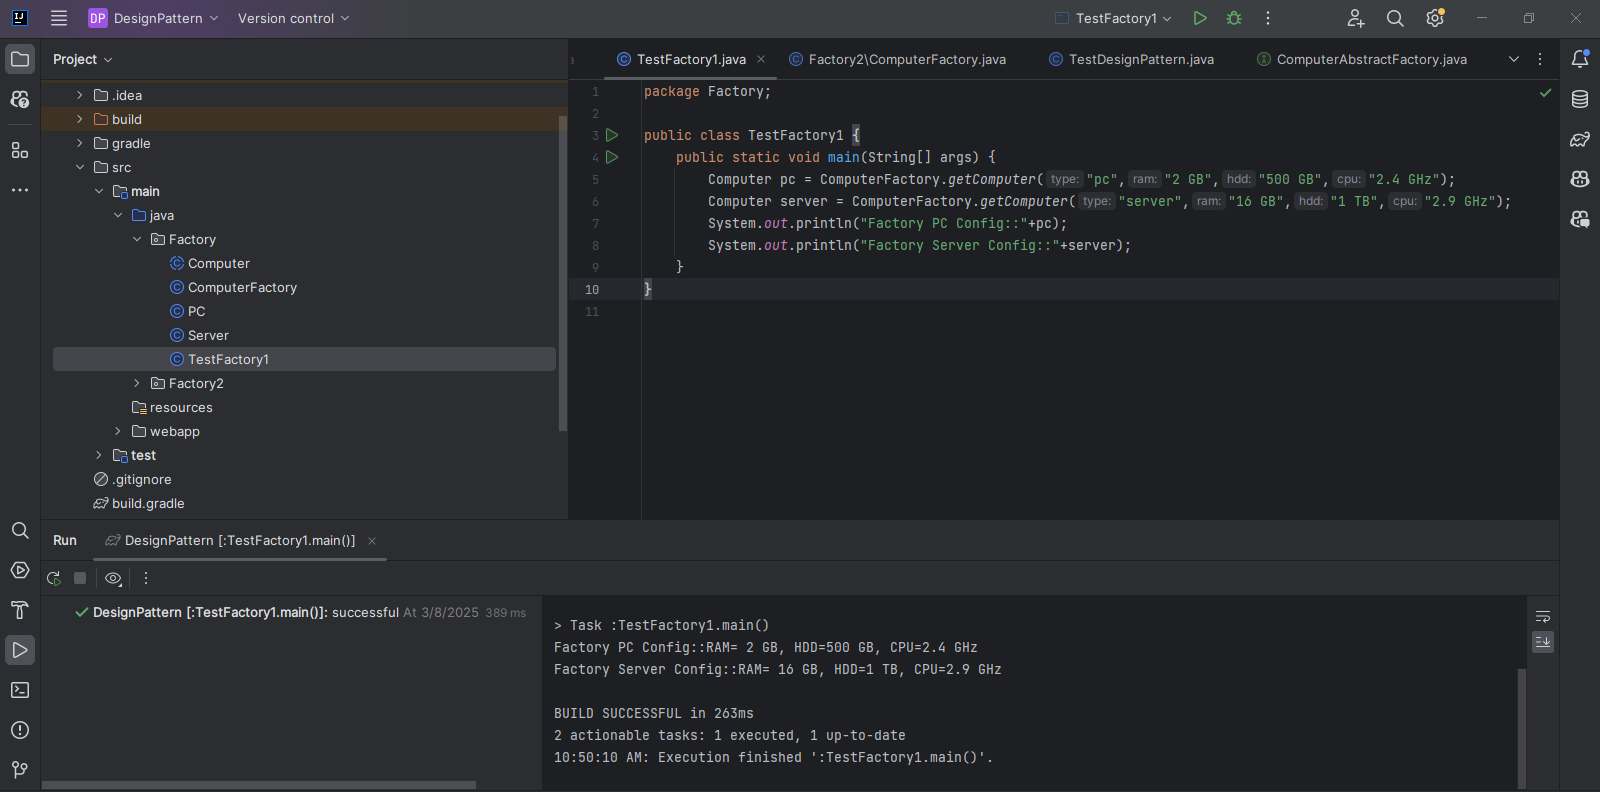 DP DesignPattern Version control TestFactory1
Project
.idea
build
gradle
src
main
java
Factory
Computer
ComputerFactory
PC
Server
TestFactory1
Factory2
resources
webapp
test
.gitignore
build.gradle
TestFactory1.java Factory2\ComputerFactory.java TestDesignPattern.java ComputerAbstractFactory.java
1 package Factory;
2
3 public class TestFactory1 {
4 public static void main(String[] args) {
5 Computer pc = ComputerFactory.getComputer( type: "pc", ram: "2 GB", hdd: "500 GB", cpu: "2.4 GHz");
6 Computer server = ComputerFactory.getComputer( type: "server", ram: "16 GB", hdd: "1 TB", cpu: "2.9 GHz");
7 System.out.println("Factory PC Config::"+pc);
8 System.out.println("Factory Server Config::"+server);
9 }
10 }
11
Run DesignPattern [:TestFactory1.main()]
DesignPattern [:TestFactory1.main()]: successful At 3/8/2025 389 ms
> Task :TestFactory1.main()
Factory PC Config::RAM= 2 GB, HDD=500 GB, CPU=2.4 GHz
Factory Server Config::RAM= 16 GB, HDD=1 TB, CPU=2.9 GHz
BUILD SUCCESSFUL in 263ms
2 actionable tasks: 1 executed, 1 up-to-date
10:50:10 AM: Execution finished ':TestFactory1.main()'.